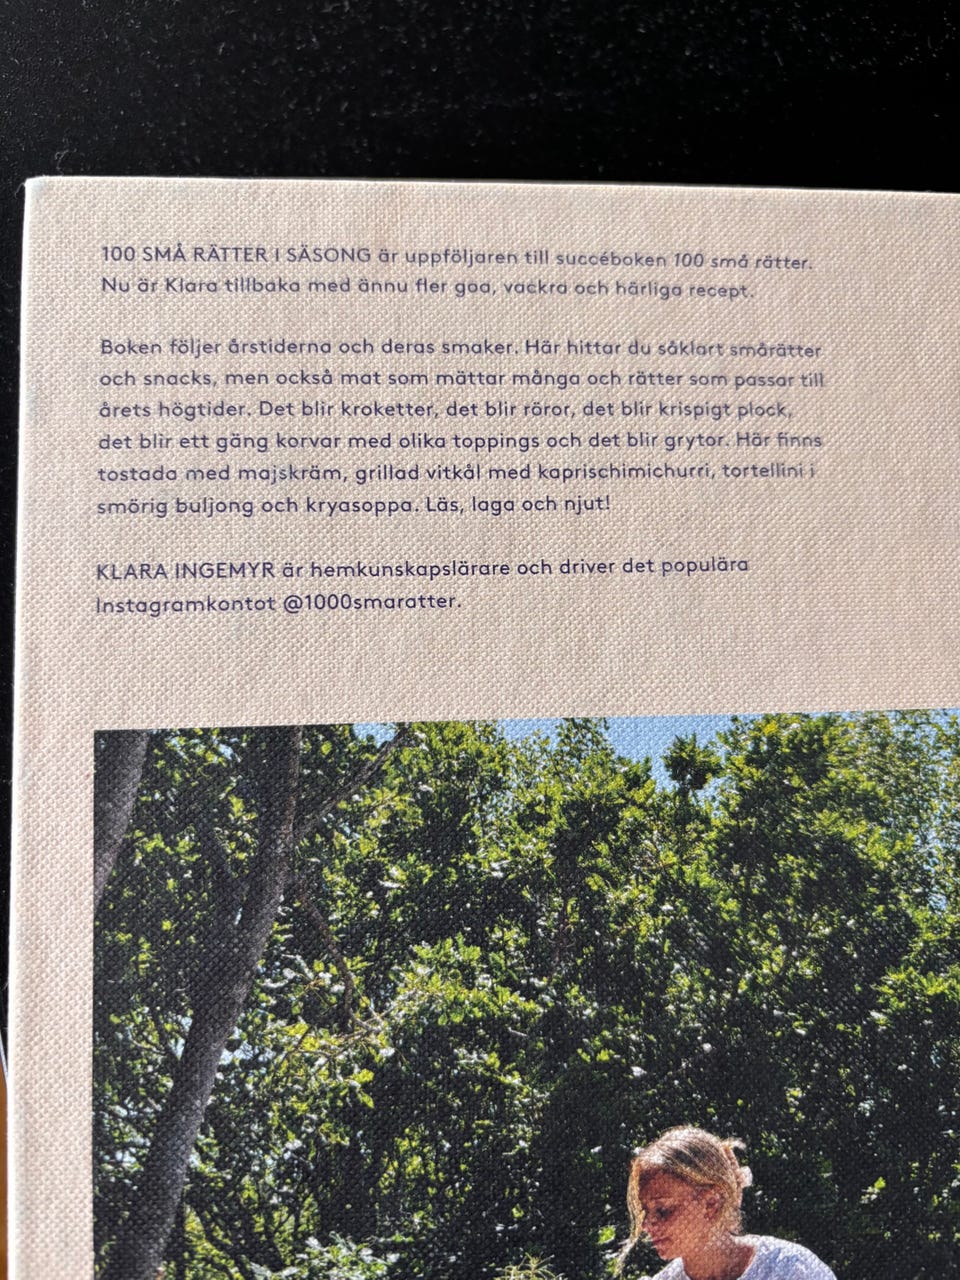 100 SMÅ RÄTTER I SÄSONG är uppföljaren till succéboken 100 små rätter.
Nu är Klara tillbaka med ännu fler goa, vackra och härliga recept.
Boken följer årstiderna och deras smaker. Här hittar du såklart smårätter
och snacks, men också mat som mättar många och rätter som passar till
årets högtider. Det blir kroketter, det blir röror, det blir krispigt plock,
det blir ett gäng korvar med olika toppings och det blir grytor. Här finns
tostada med majskräm, grillad vitkål med kaprischimichurri, tortellini i
smörig buljong och kryasoppa. Läs, laga och njut!
KLARA INGEMYR är hemkunskapslärare och driver det populära
Instagramkontot @1000smaratter.